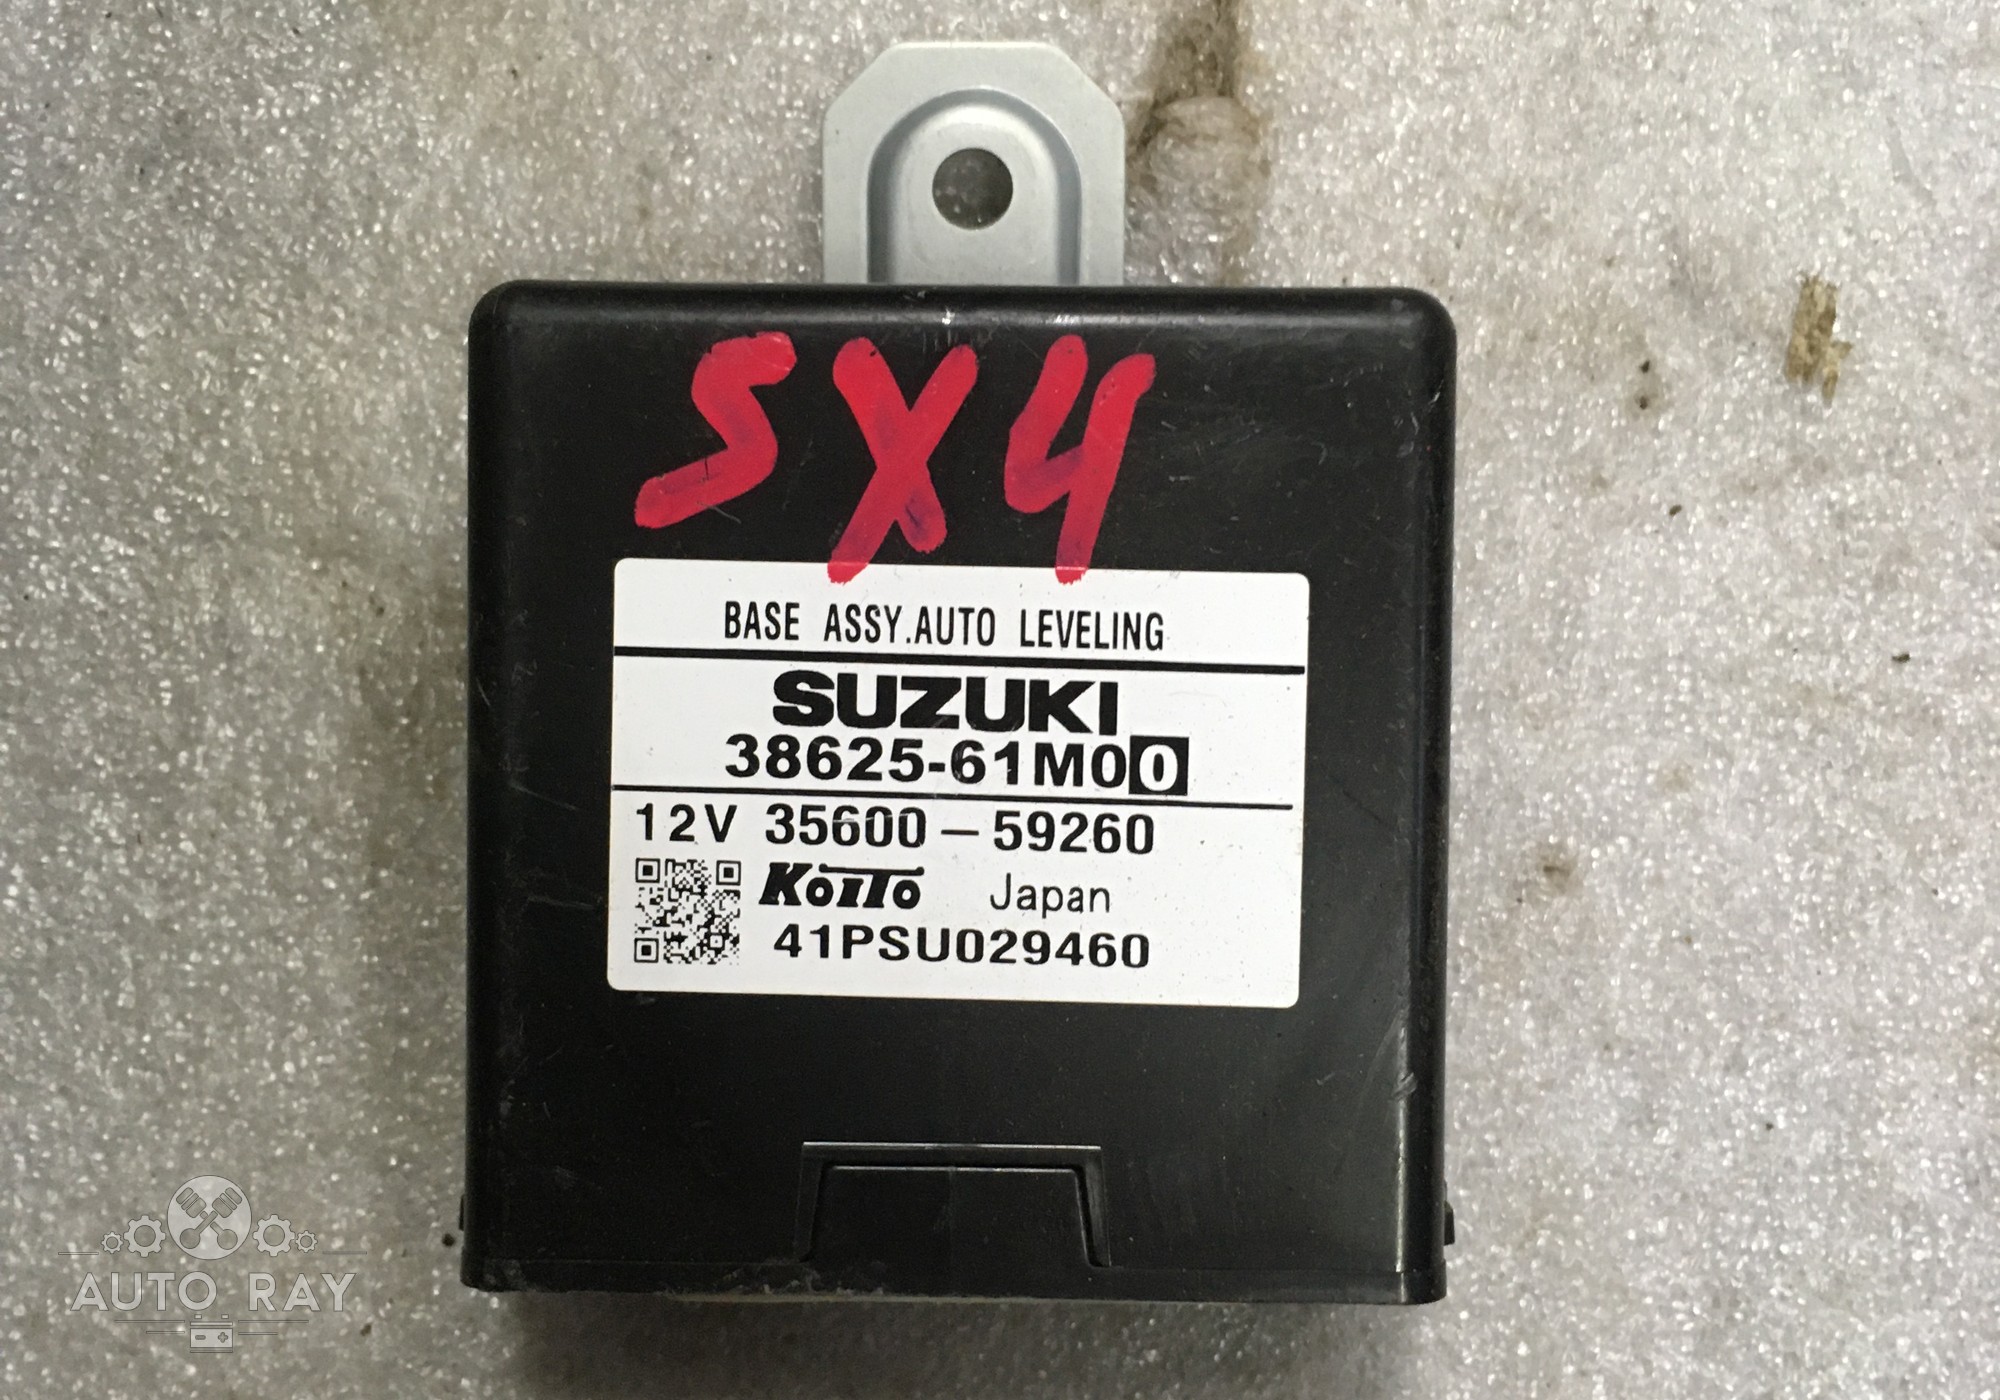 SX4
BASE ASSY.AUTO LEVELING
SUZUKI
38625-61M00
12V 35600-59260
KOITO Japan
41PSU029460
AUTO RAY